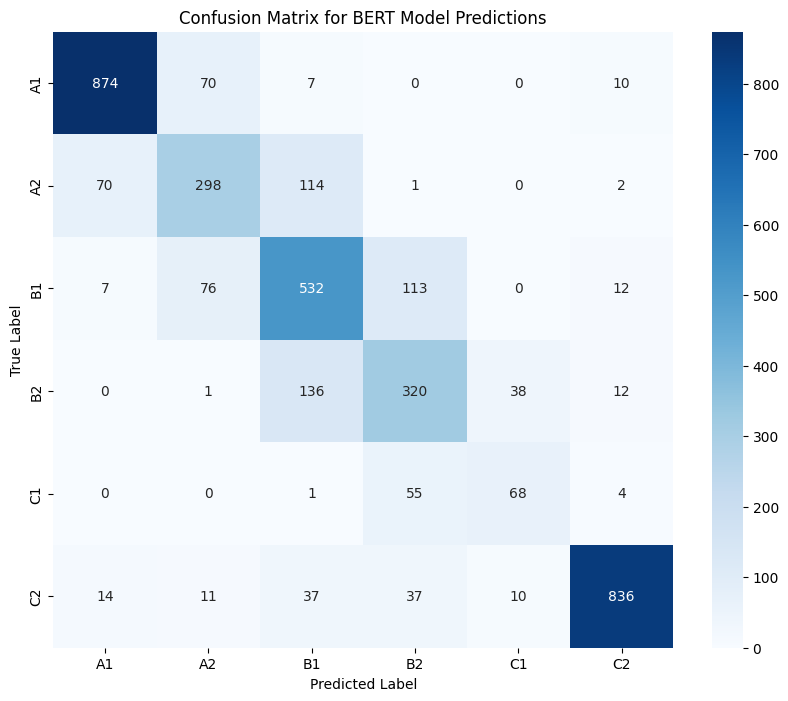 Confusion Matrix for BERT Model Predictions
True Label
A1 874 70 7 0 0 10
A2 70 298 114 1 0 2
B1 7 76 532 113 0 12
B2 0 1 136 320 38 12
C1 0 0 1 55 68 4
C2 14 11 37 37 10 836
A1 A2 B1 B2 C1 C2
Predicted Label
800
700
600
500
400
300
200
100
0